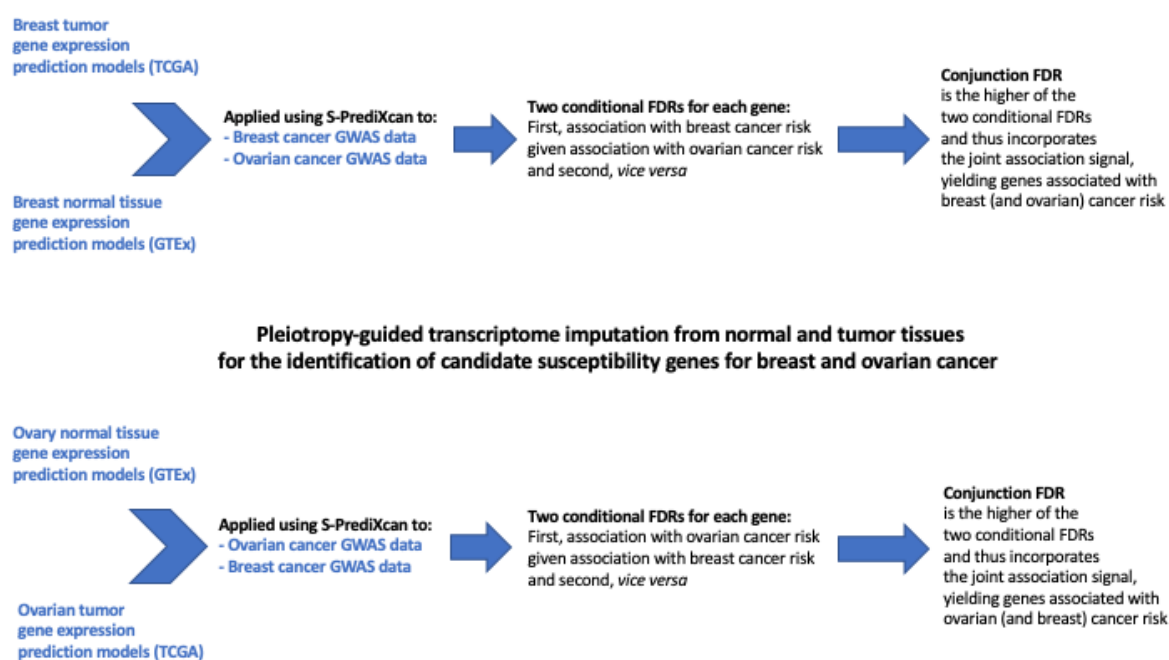 Breast tumor
gene expression
prediction models (TCGA)
Applied using S-PrediXcan to:
- Breast cancer GWAS data
- Ovarian cancer GWAS data
Breast normal tissue
gene expression
prediction models (GTEx)
Two conditional FDRs for each gene:
First, association with breast cancer risk
given association with ovarian cancer risk
and second, vice versa
Conjunction FDR
is the higher of the
two conditional FDRs
and thus incorporates
the joint association signal,
yielding genes associated with
breast (and ovarian) cancer risk
Pleiotropy-guided transcriptome imputation from normal and tumor tissues
for the identification of candidate susceptibility genes for breast and ovarian cancer
Ovary normal tissue
gene expression
prediction models (GTEx)
Applied using S-PrediXcan to:
- Ovarian cancer GWAS data
- Breast cancer GWAS data
Ovarian tumor
gene expression
prediction models (TCGA)
Two conditional FDRs for each gene:
First, association with ovarian cancer risk
given association with breast cancer risk
and second, vice versa
Conjunction FDR
is the higher of the
two conditional FDRs
and thus incorporates
the joint association signal,
yielding genes associated with
ovarian (and breast) cancer risk